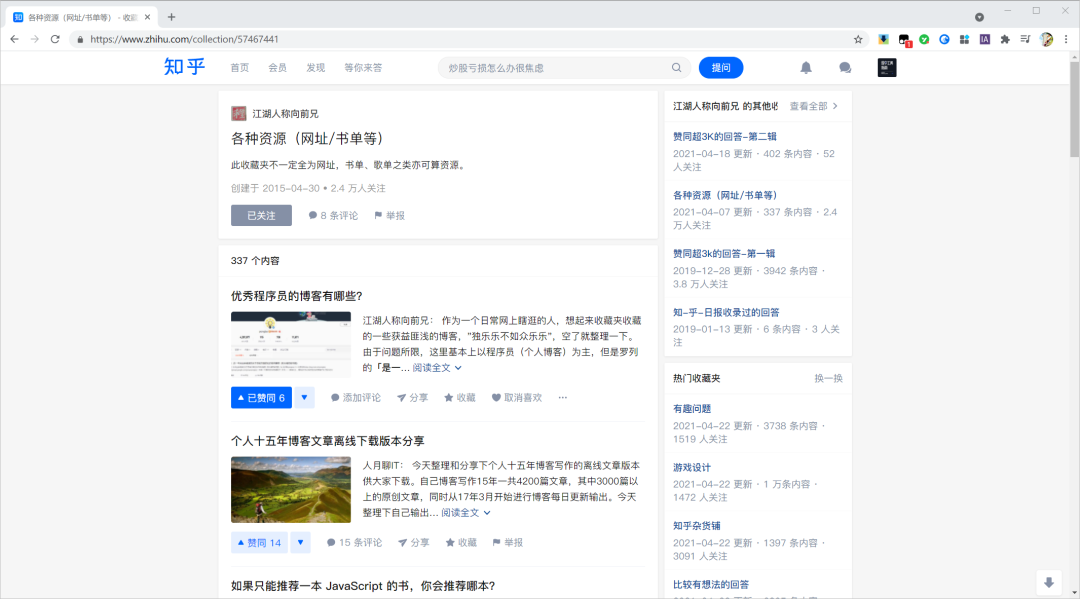 各种资源（网址/书单等） - 收藏
https://www.zhihu.com/collection/57467441
知乎
首页 会员 发现 等你来答
炒股亏损怎么办很焦虑
提问
江湖人称向前兄
各种资源（网址/书单等）
此收藏夹不一定全为网址，书单、歌单之类亦可算资源。
创建于 2015-04-30 • 2.4 万人关注
已关注 8 条评论 举报
337 个内容
优秀程序员的博客有哪些?
江湖人称向前兄： 作为一个日常网上瞎逛的人，想起来收藏夹收藏
的一些获益匪浅的博客，"独乐乐不如众乐乐"，空了就整理一下。
由于问题所限，这里基本上以程序员（个人博客）为主，但是罗列
的「是一... 阅读全文
已赞同 6 添加评论 分享 收藏 取消喜欢 ···
个人十五年博客文章离线下载版本分享
人月聊IT： 今天整理和分享下个人十五年博客写作的离线文章版本
供大家下载。自己博客写作15年一共4200篇文章，其中3000篇以
上的原创文章，同时从17年3月开始进行博客每日更新输出。今天
整理下自己输出... 阅读全文
赞同 14 15 条评论 分享 收藏 举报
如果只能推荐一本 JavaScript 的书，你会推荐哪本?
江湖人称向前兄 的其他收 查看全部
赞同超3K的回答-第二辑
2021-04-18 更新 · 402 条内容 · 52
人关注
各种资源（网址/书单等）
2021-04-07 更新 · 337 条内容 · 2.4
万人关注
赞同超3k的回答-第一辑
2019-12-28 更新 · 3942 条内容 ·
3.8 万人关注
知-乎-日报收录过的回答
2019-01-13 更新 · 6 条内容 · 3 人关
注
热门收藏夹 换一换
有趣问题
2021-04-22 更新 · 3738 条内容 ·
1519 人关注
游戏设计
2021-04-22 更新 · 1 万条内容 ·
1472 人关注
知乎杂货铺
2021-04-22 更新 · 1397 条内容 ·
3091 人关注
比较有想法的回答